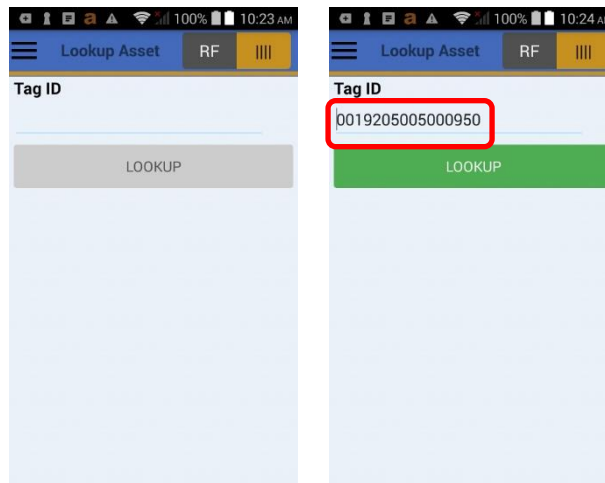 100% 10:23 AM
Lookup Asset RF
Tag ID
LOOKUP
100% 10:24 A
Lookup Asset RF
Tag ID
0019205005000950
LOOKUP